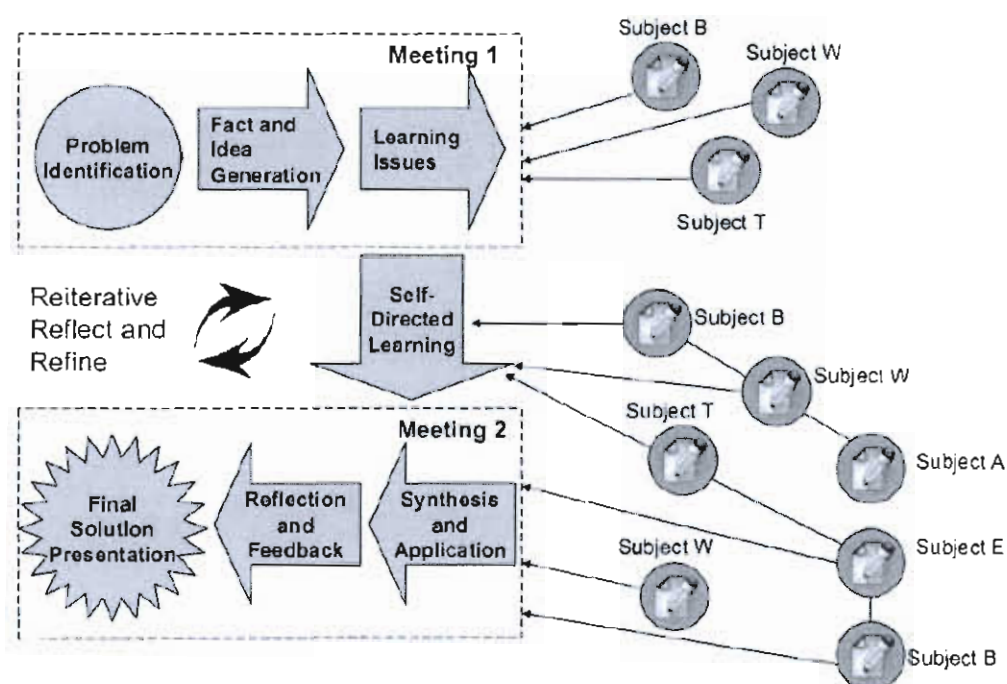 Meeting 1
Problem
Identification
Fact and
Idea
Generation
Learning
Issues
Subject B
Subject W
Subject T
Reiterative
Reflect and
Refine
Self-
Directed
Learning
Subject B
Subject W
Subject T
Subject A
Meeting 2
Final
Solution
Presentation
Reflection
and
Feedback
Synthesis
and
Application
Subject W
Subject E
Subject B